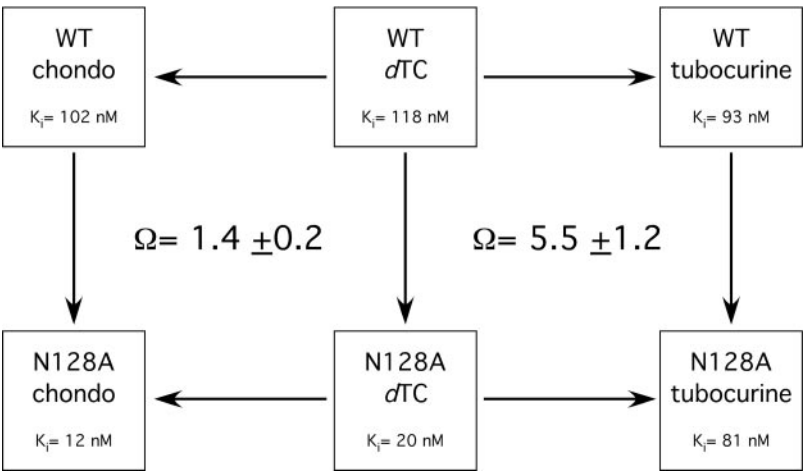 WT
chondo
Ki= 102 nM
WT
dTC
Ki= 118 nM
WT
tubocurine
Ki= 93 nM
Ω= 1.4 ±0.2
Ω= 5.5 ±1.2
N128A
chondo
Ki= 12 nM
N128A
dTC
Ki= 20 nM
N128A
tubocurine
Ki= 81 nM